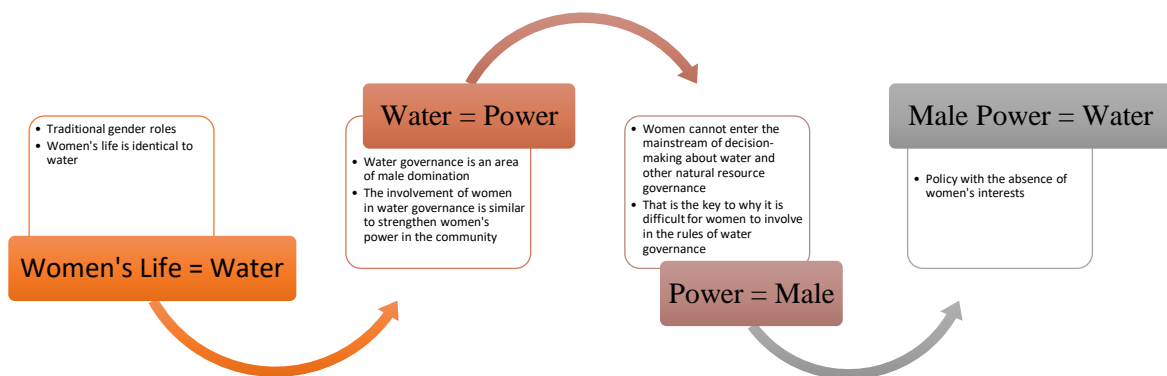 • Traditional gender roles
• Women's life is identical to
water
Women's Life = Water
Water = Power
• Water governance is an area
of male domination
• The involvement of women
in water governance is similar
to strengthen women's
power in the community
• Women cannot enter the
mainstream of decision-
making about water and
other natural resource
governance
• That is the key to why it is
difficult for women to involve
in the rules of water
governance
Power = Male
Male Power = Water
• Policy with the absence of
women's interests